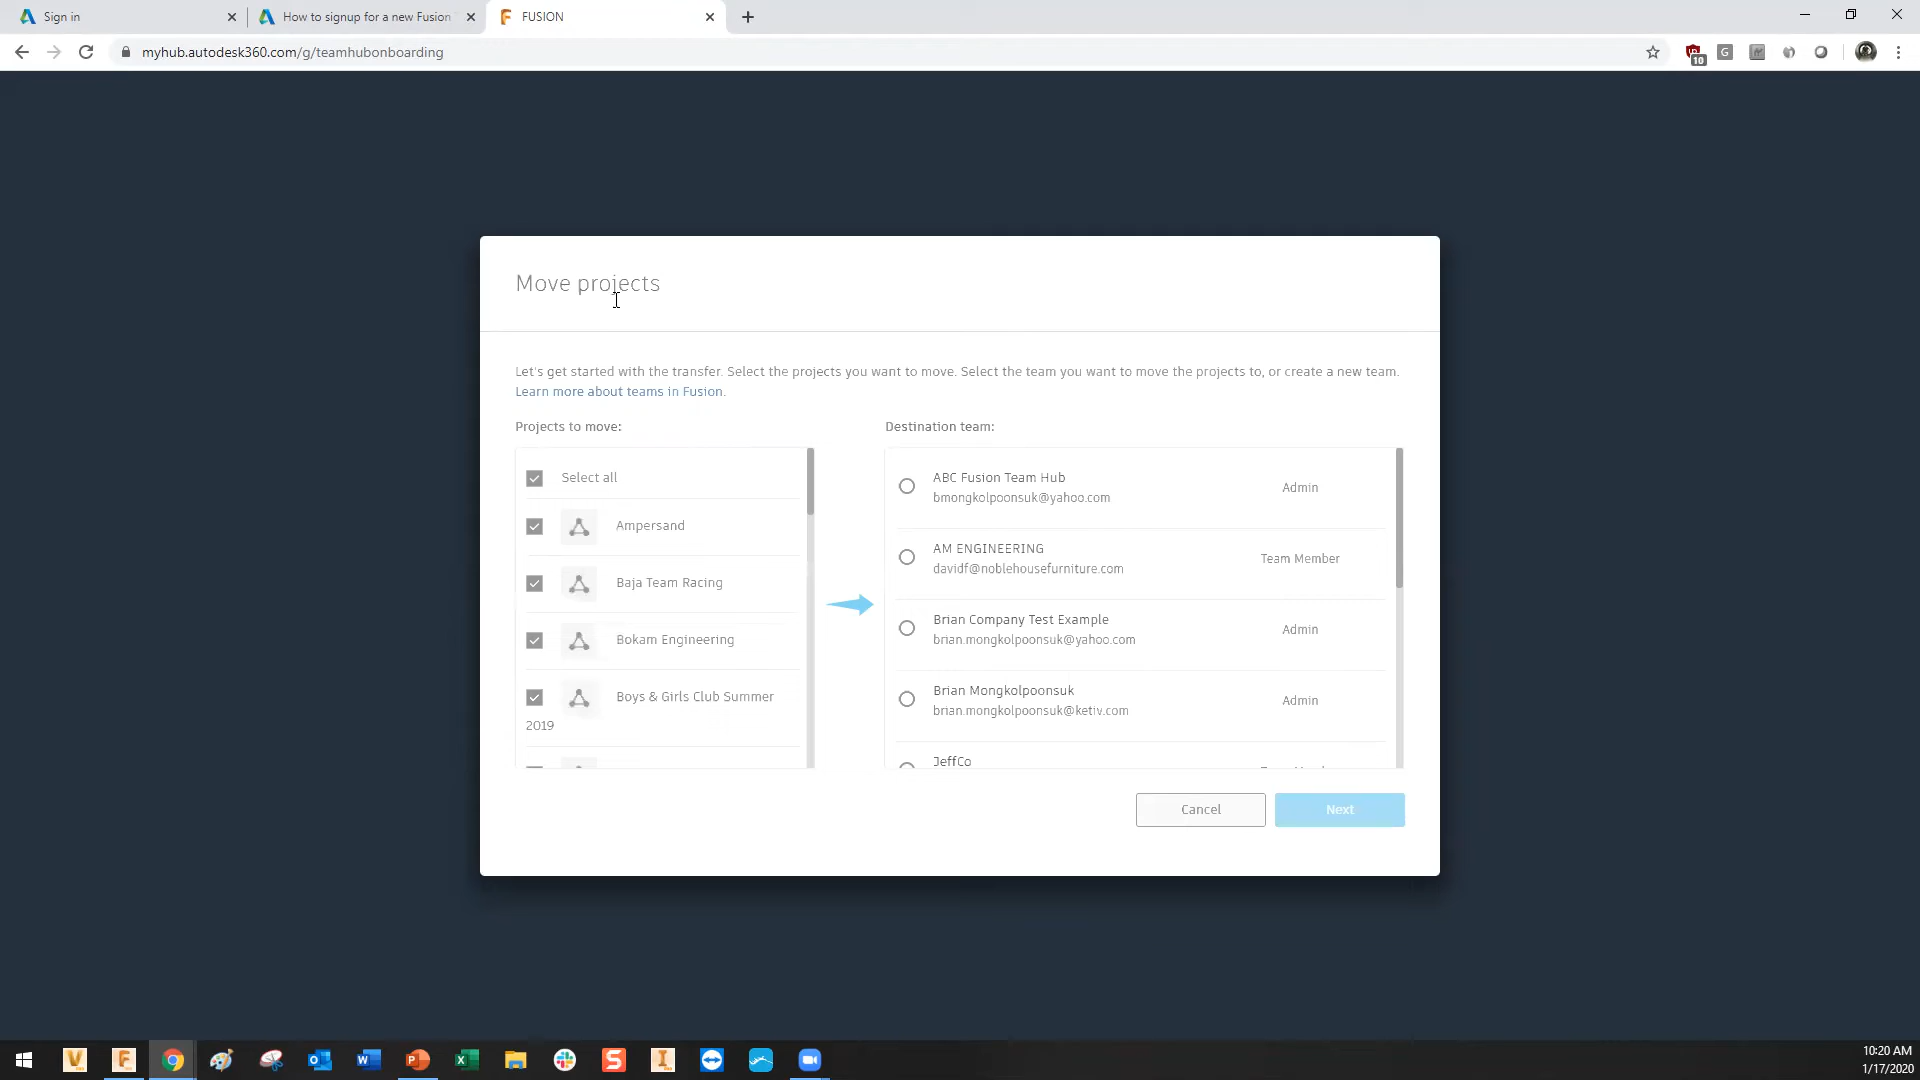 Sign in
How to signup for a new Fusion
FUSION
myhub.autodesk360.com/g/teamhubonboarding
10
G
Move projects
Let's get started with the transfer. Select the projects you want to move. Select the team you want to move the projects to, or create a new team.
Learn more about teams in Fusion.
Projects to move:
Select all
Ampersand
Baja Team Racing
Bokam Engineering
Boys & Girls Club Summer
2019
Destination team:
ABC Fusion Team Hub
bmongkolpoonsuk@yahoo.com
Admin
AM ENGINEERING
davidf@noblehousefurniture.com
Team Member
Brian Company Test Example
brian.mongkolpoonsuk@yahoo.com
Admin
Brian Mongkolpoonsuk
brian.mongkolpoonsuk@ketiv.com
Admin
JeffCo
Cancel
Next
10:20 AM
1/17/2020